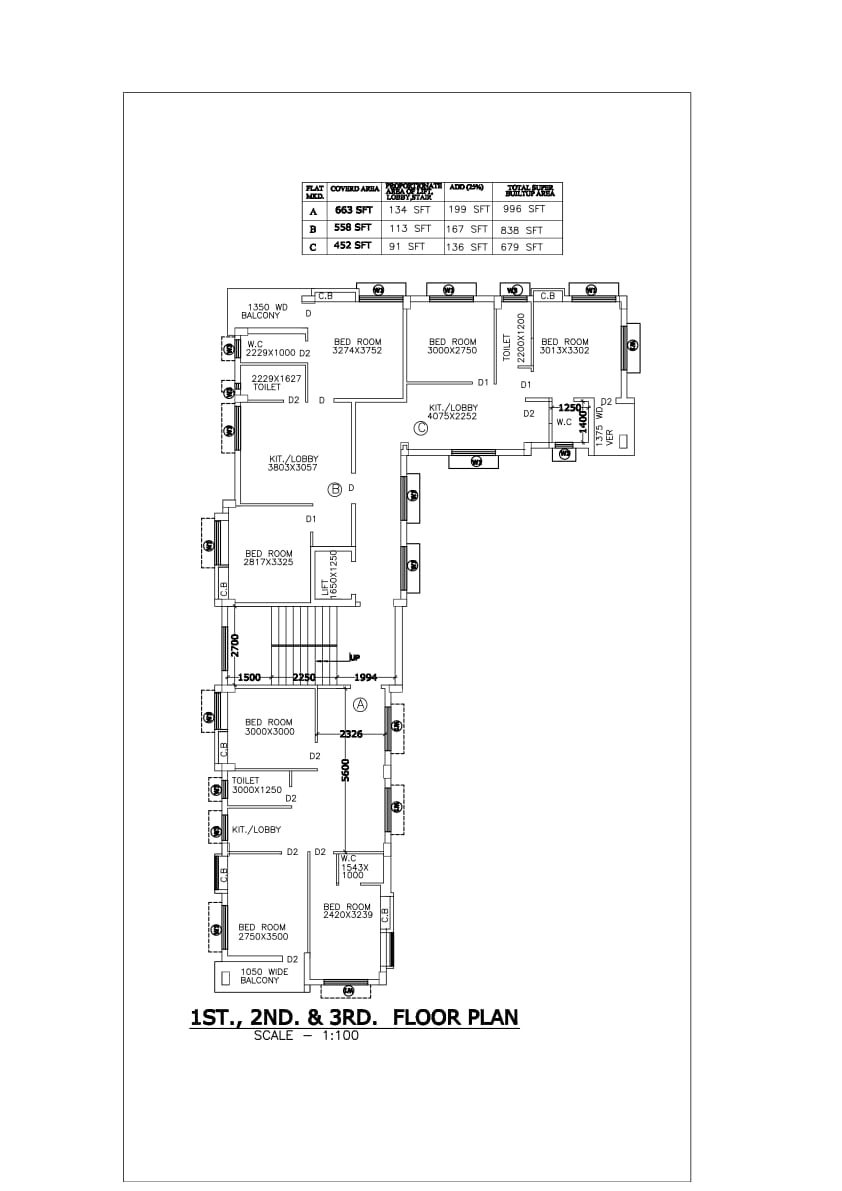 FLAT MKD. COVERD AREA PROPORTIONATE AREA OF LIFT, LOBBY,STAIR ADD (25%) TOTAL SUPER BUILTUP AREA
A 663 SFT 134 SFT 199 SFT 996 SFT
B 558 SFT 113 SFT 167 SFT 838 SFT
C 452 SFT 91 SFT 136 SFT 679 SFT
C.B
C.B
1350 WD
BALCONY
D
W.C
2229X1000
D2
BED ROOM
3274X3752
BED ROOM
3000X2750
TOILET
2200X1200
BED ROOM
3013X3302
2229X1627
TOILET
D2
D
D1
D1
KIT./LOBBY
4075X2252
D2
1250
1400
W.C
D2
1375 WD
VER
C
KIT./LOBBY
3803X3057
B
D
D1
BED ROOM
2817X3325
C.B
LIFT
1650X1250
2700
UP
1500
2250
1994
A
BED ROOM
3000X3000
2326
C.B
D2
5600
TOILET
3000X1250
D2
KIT./LOBBY
D2
D2
W.C
1543X
1000
C.B
BED ROOM
2420X3239
C.B
BED ROOM
2750X3500
D2
1050 WIDE
BALCONY
1ST., 2ND. & 3RD. FLOOR PLAN
SCALE - 1:100